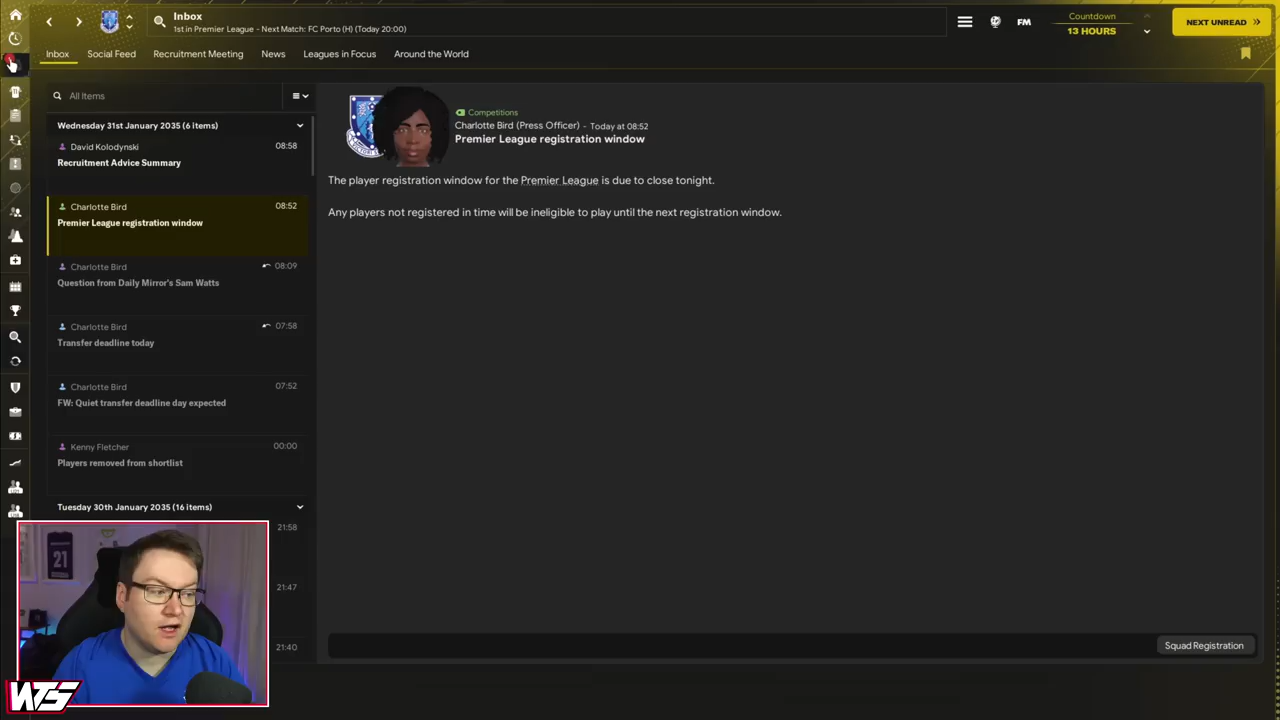 Inbox
1st in Premier League - Next Match: FC Porto (H) (Today 20:00)
FM
Countdown
13 HOURS
NEXT UNREAD
Inbox
Social Feed
Recruitment Meeting
News
Leagues in Focus
Around the World
All Items
Wednesday 31st January 2035 (6 items)
David Kolodynski
08:58
Recruitment Advice Summary
Charlotte Bird
08:52
Premier League registration window
Charlotte Bird
08:09
Question from Daily Mirror's Sam Watts
Charlotte Bird
07:58
Transfer deadline today
Charlotte Bird
07:52
FW: Quiet transfer deadline day expected
Kenny Fletcher
00:00
Players removed from shortlist
Tuesday 30th January 2035 (16 items)
21:58
21:47
21:40
Competitions
Charlotte Bird (Press Officer) - Today at 08:52
Premier League registration window
The player registration window for the Premier League is due to close tonight.
Any players not registered in time will be ineligible to play until the next registration window.
Squad Registration
21
WTS